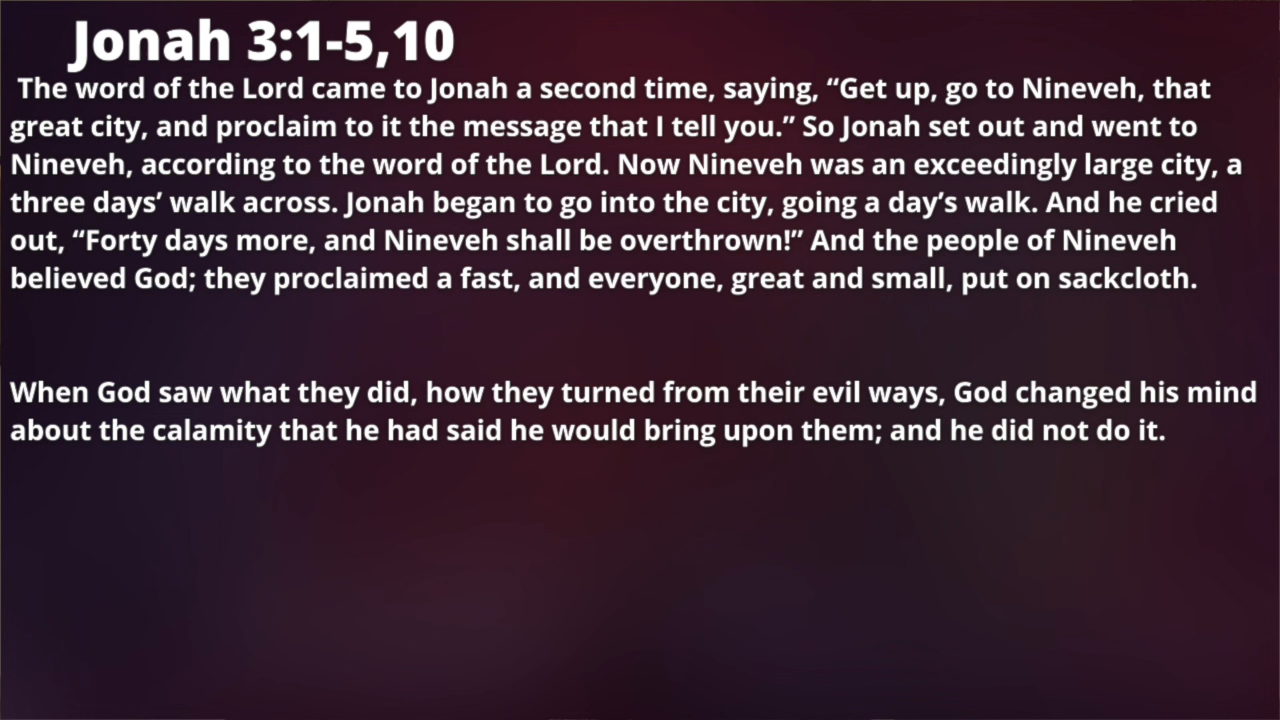 Jonah 3:1-5,10
The word of the Lord came to Jonah a second time, saying, “Get up, go to Nineveh, that
great city, and proclaim to it the message that I tell you.” So Jonah set out and went to
Nineveh, according to the word of the Lord. Now Nineveh was an exceedingly large city, a
three days’ walk across. Jonah began to go into the city, going a day’s walk. And he cried
out, “Forty days more, and Nineveh shall be overthrown!” And the people of Nineveh
believed God; they proclaimed a fast, and everyone, great and small, put on sackcloth.
When God saw what they did, how they turned from their evil ways, God changed his mind
about the calamity that he had said he would bring upon them; and he did not do it.